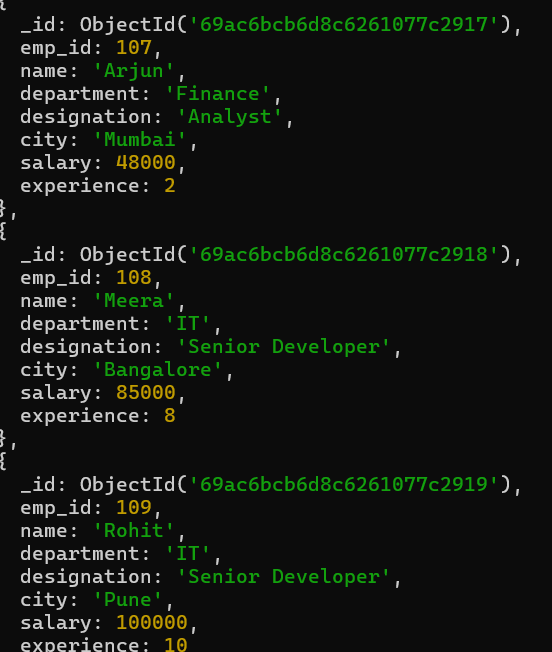 {
_id: ObjectId('69ac6bcb6d8c6261077c2917'),
emp_id: 107,
name: 'Arjun',
department: 'Finance',
designation: 'Analyst',
city: 'Mumbai',
salary: 48000,
experience: 2
},
{
_id: ObjectId('69ac6bcb6d8c6261077c2918'),
emp_id: 108,
name: 'Meera',
department: 'IT',
designation: 'Senior Developer',
city: 'Bangalore',
salary: 85000,
experience: 8
},
{
_id: ObjectId('69ac6bcb6d8c6261077c2919'),
emp_id: 109,
name: 'Rohit',
department: 'IT',
designation: 'Senior Developer',
city: 'Pune',
salary: 100000,
experience: 10